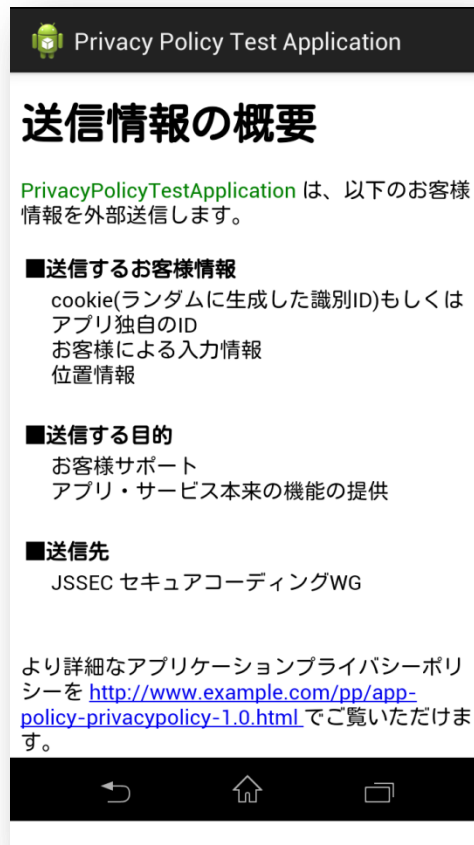 Privacy Policy Test Application
送信情報の概要
PrivacyPolicyTestApplication は、以下のお客様
情報を外部送信します。
■送信するお客様情報
cookie(ランダムに生成した識別ID)もしくは
アプリ独自のID
お客様による入力情報
位置情報
■送信する目的
お客様サポート
アプリ・サービス本来の機能の提供
■送信先
JSSEC セキュアコーディングWG
より詳細なアプリケーションプライバシーポリ
シーを http://www.example.com/pp/app-
policy-privacypolicy-1.0.html でご覧いただけま
す。